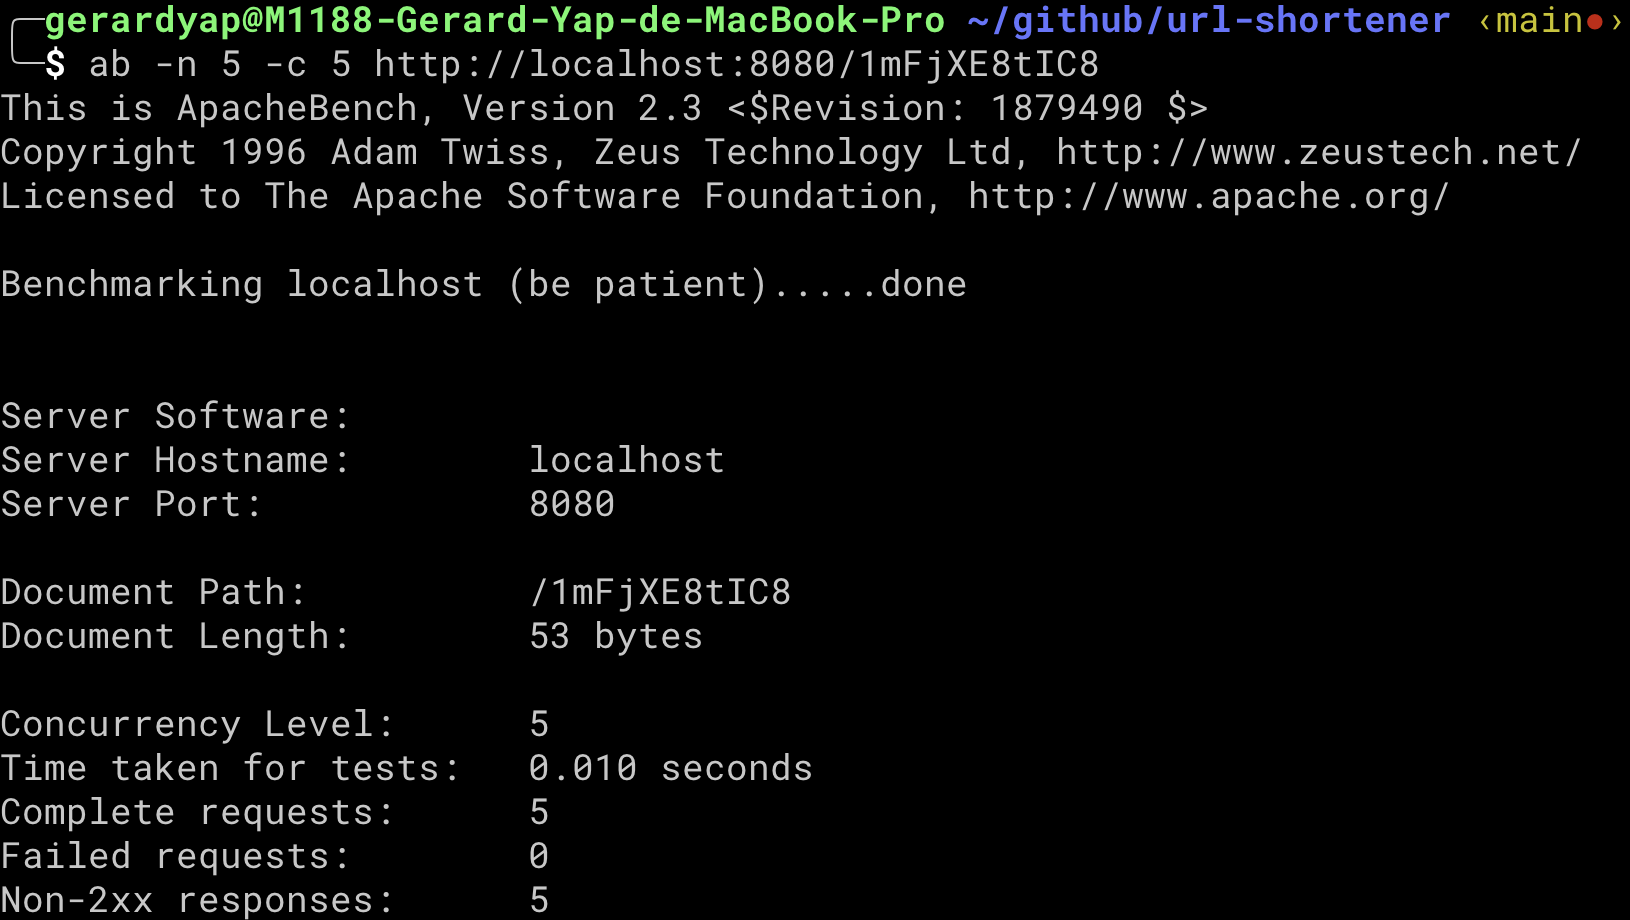 gerardyap@M1188-Gerard-Yap-de-MacBook-Pro ~/github/url-shortener ‹main●›
$ ab -n 5 -c 5 http://localhost:8080/1mFjXE8tIC8
This is ApacheBench, Version 2.3 <$Revision: 1879490 $>
Copyright 1996 Adam Twiss, Zeus Technology Ltd, http://www.zeustech.net/
Licensed to The Apache Software Foundation, http://www.apache.org/
Benchmarking localhost (be patient).....done
Server Software:
Server Hostname: localhost
Server Port: 8080
Document Path: /1mFjXE8tIC8
Document Length: 53 bytes
Concurrency Level: 5
Time taken for tests: 0.010 seconds
Complete requests: 5
Failed requests: 0
Non-2xx responses: 5